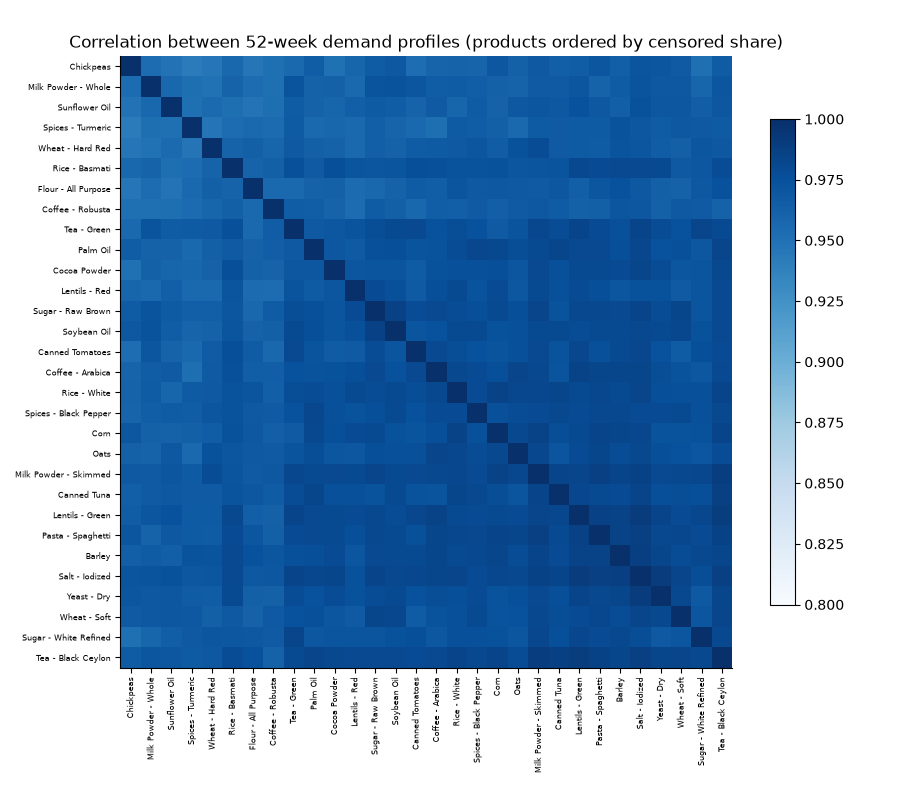 Correlation between 52-week demand profiles (products ordered by censored share)
Chickpeas
Milk Powder - Whole
Sunflower Oil
Spices - Turmeric
Wheat - Hard Red
Rice - Basmati
Flour - All Purpose
Coffee - Robusta
Tea - Green
Palm Oil
Cocoa Powder
Lentils - Red
Sugar - Raw Brown
Soybean Oil
Canned Tomatoes
Coffee - Arabica
Rice - White
Spices - Black Pepper
Corn
Oats
Milk Powder - Skimmed
Canned Tuna
Lentils - Green
Pasta - Spaghetti
Barley
Salt - Iodized
Yeast - Dry
Wheat - Soft
Sugar - White Refined
Tea - Black Ceylon
Chickpeas
Milk Powder - Whole
Sunflower Oil
Spices - Turmeric
Wheat - Hard Red
Rice - Basmati
Flour - All Purpose
Coffee - Robusta
Tea - Green
Palm Oil
Cocoa Powder
Lentils - Red
Sugar - Raw Brown
Soybean Oil
Canned Tomatoes
Coffee - Arabica
Rice - White
Spices - Black Pepper
Corn
Oats
Milk Powder - Skimmed
Canned Tuna
Lentils - Green
Pasta - Spaghetti
Barley
Salt - Iodized
Yeast - Dry
Wheat - Soft
Sugar - White Refined
Tea - Black Ceylon
1.000
0.975
0.950
0.925
0.900
0.875
0.850
0.825
0.800